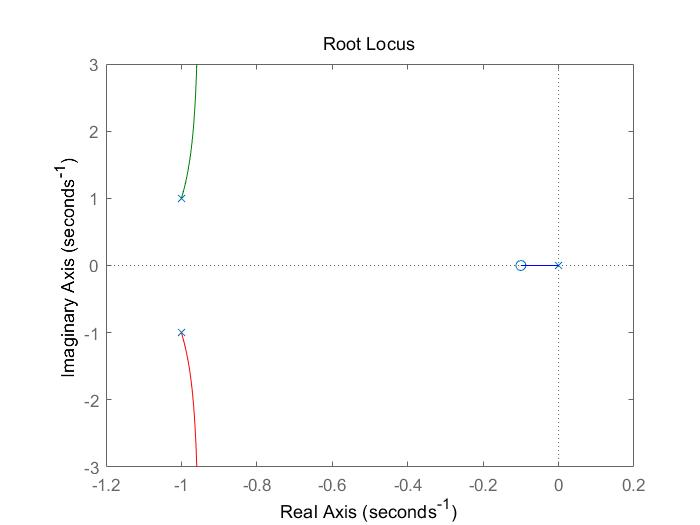 Root Locus
3
2
1
0
-1
-2
-3
Imaginary Axis (seconds-1)
-1.2 -1 -0.8 -0.6 -0.4 -0.2 0 0.2
Real Axis (seconds-1)